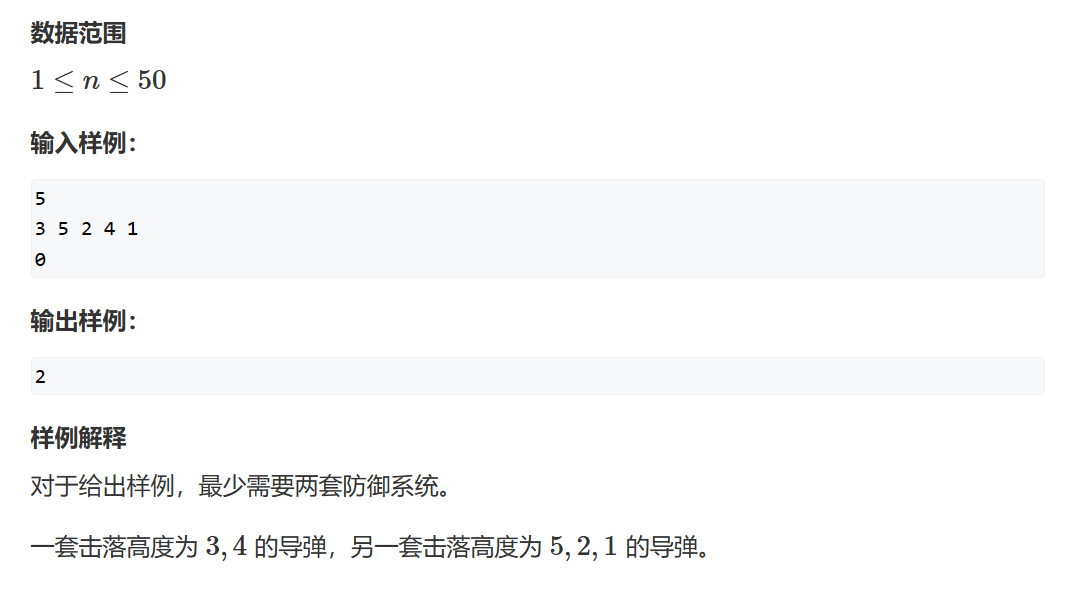 数据范围
1 ≤ n ≤ 50
输入样例：
5
3 5 2 4 1
0
输出样例：
2
样例解释
对于给出样例，最少需要两套防御系统。
一套击落高度为 3, 4 的导弹，另一套击落高度为 5, 2, 1 的导弹。